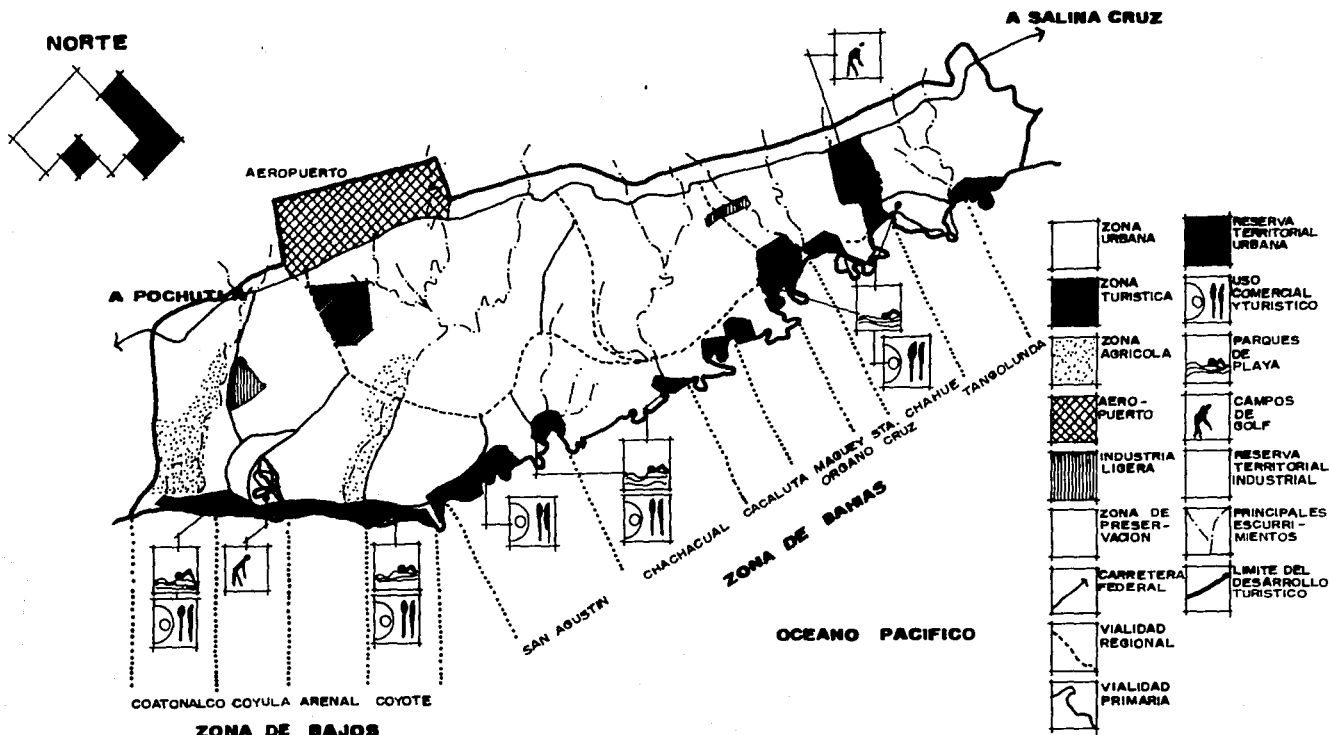 A SALINA CRUZ
NORTE
AEROPUERTO
A POCHUTLA
ZONA
URBANA
ZONA
TURISTICA
ZONA
AGRICOLA
AERO-
PUERTO
INDUSTRIA
LIGERA
ZONA DE
PRESER-
VACION
CARRETERA
FEDERAL
VIALIDAD
REGIONAL
VIALIDAD
PRIMARIA
RESERVA
TERRITORIAL
URBANA
USO
COMERCIAL
Y TURISTICO
PARQUES
DE
PLAYA
CAMPOS
DE
GOLF
RESERVA
TERRITORIAL
INDUSTRIAL
PRINCIPALES
ESCURRI-
MIENTOS
LIMITE DEL
DESARROLLO
TURISTICO
SAN AGUSTIN
CHACHACUAL
CACALUTA
MAGUEY
ORGANO
STA.
CRUZ
CHAHUE
TANGOLUNDA
ZONA DE BAHIAS
OCEANO PACIFICO
COATONALCO
COYULA
ARENAL
COYOTE
ZONA DE BAJOS